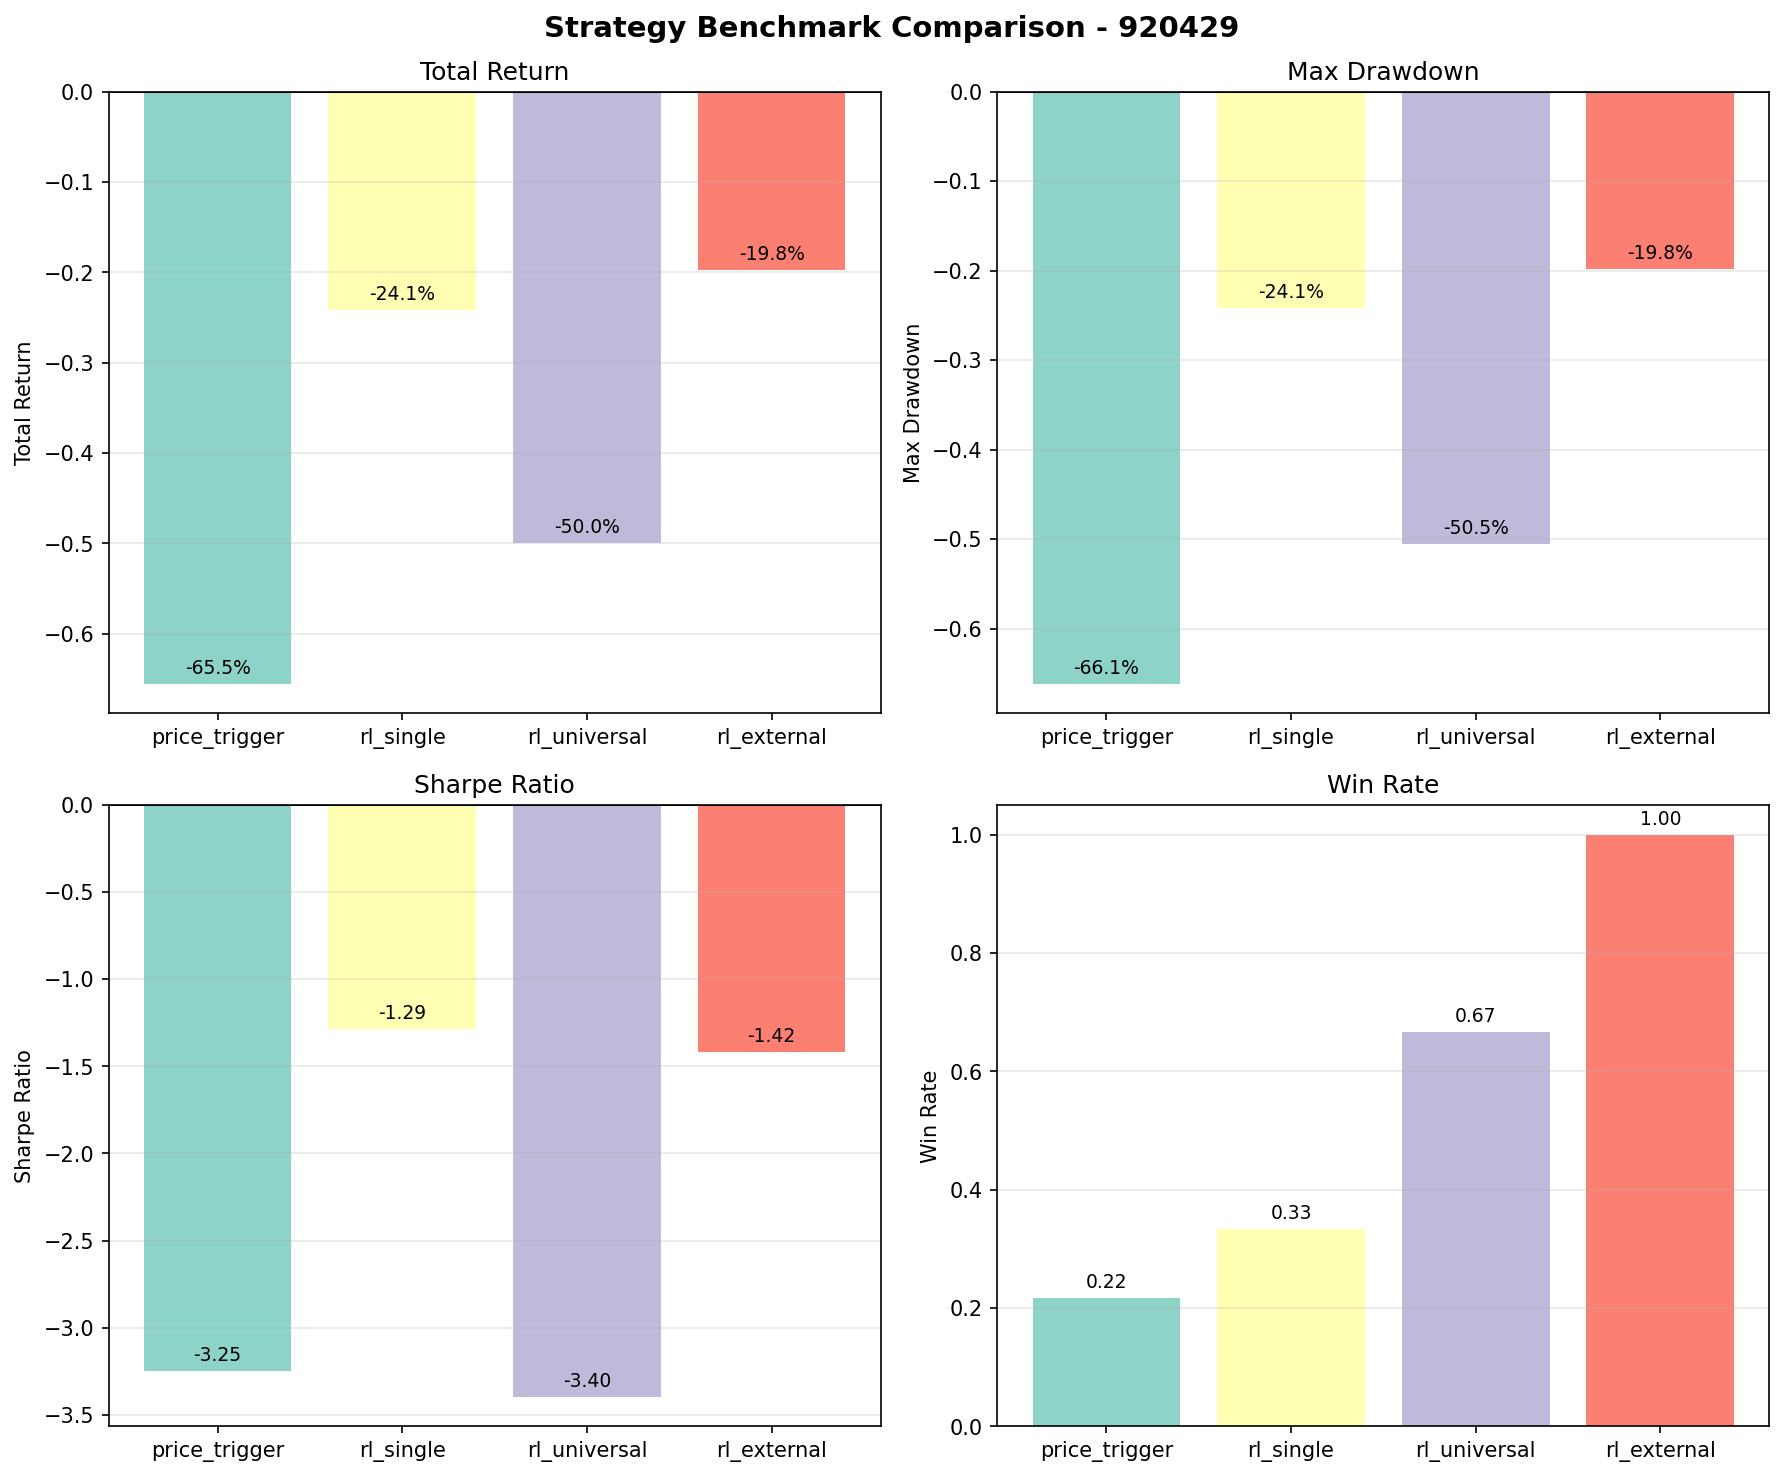 Strategy Benchmark Comparison - 920429
Total Return
Total Return
0.0
−0.1
−0.2
−0.3
−0.4
−0.5
−0.6
-65.5%
-24.1%
-50.0%
-19.8%
price_trigger
rl_single
rl_universal
rl_external
Max Drawdown
Max Drawdown
0.0
−0.1
−0.2
−0.3
−0.4
−0.5
−0.6
-66.1%
-24.1%
-50.5%
-19.8%
price_trigger
rl_single
rl_universal
rl_external
Sharpe Ratio
Sharpe Ratio
0.0
−0.5
−1.0
−1.5
−2.0
−2.5
−3.0
−3.5
-3.25
-1.29
-3.40
-1.42
price_trigger
rl_single
rl_universal
rl_external
Win Rate
Win Rate
1.0
0.8
0.6
0.4
0.2
0.0
0.22
0.33
0.67
1.00
price_trigger
rl_single
rl_universal
rl_external